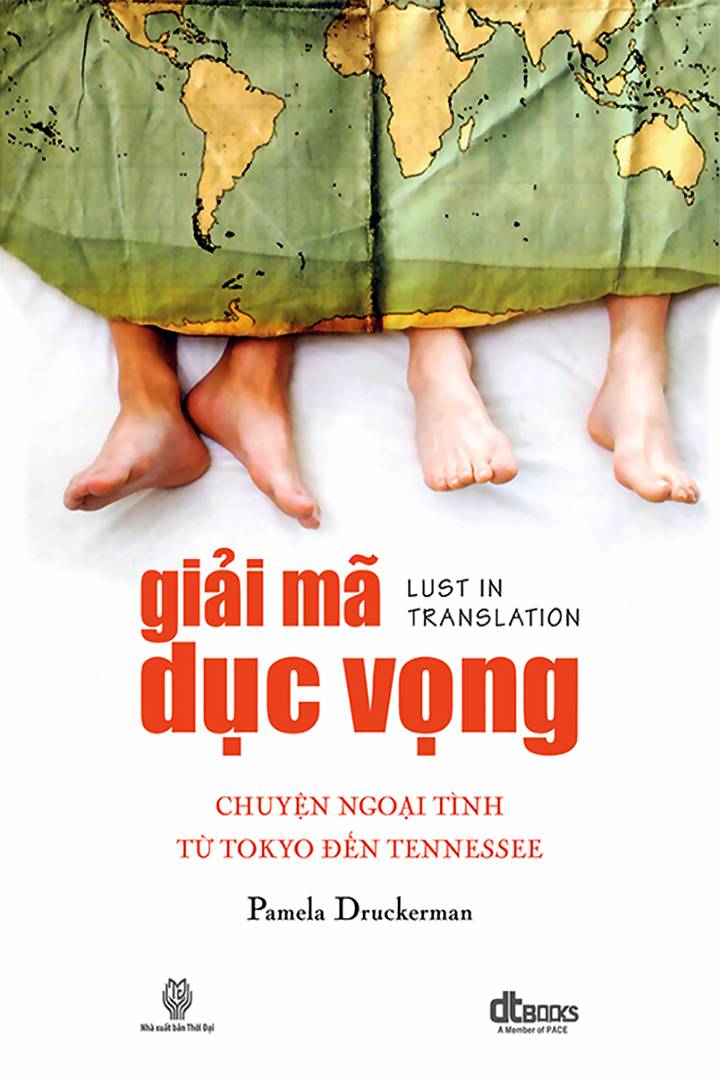 giải mã
LUST IN
TRANSLATION
dục vọng
CHUYỆN NGOẠI TÌNH
TỪ TOKYO ĐẾN TENNESSEE
Pamela Druckerman
Nhà xuất bản Thời Đại
dtBOOKS
A Member of PACE